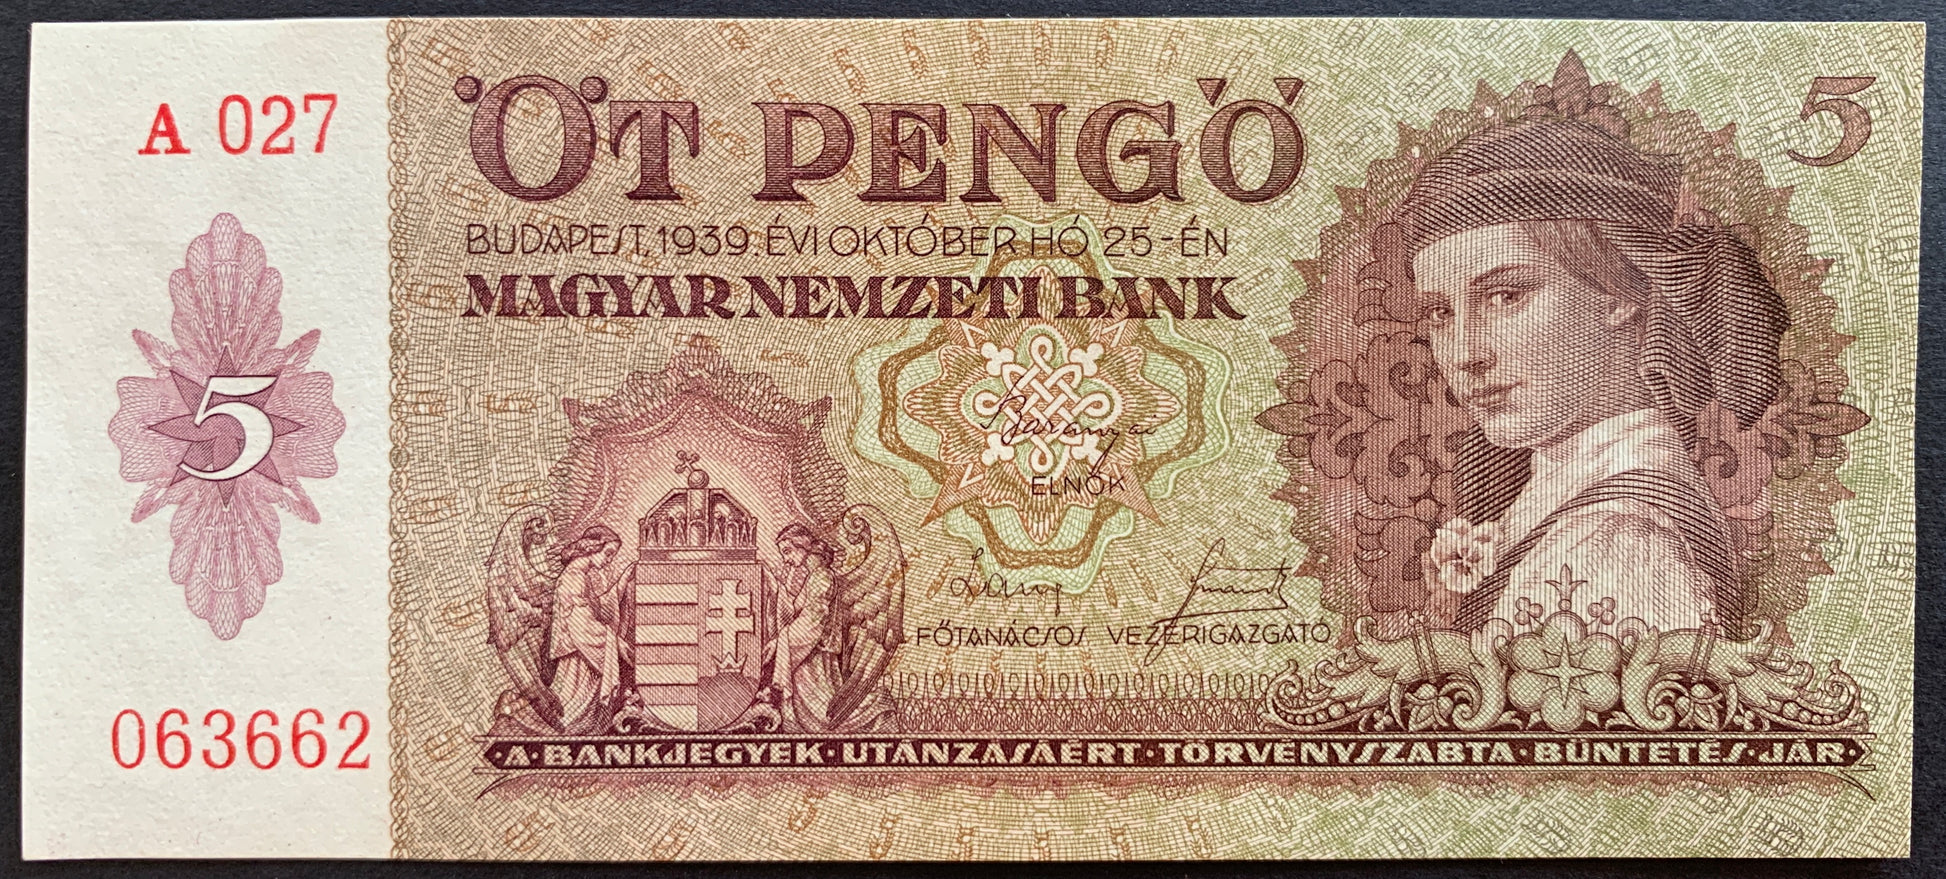 A 027
ÖT PENGŐ
5
BUDAPEST, 1939. ÉVI OKTÓBER HÓ 25-ÉN
MAGYAR NEMZETI BANK
5
Baranyai
ELNÖK
FŐTANÁCSOS VEZÉRIGAZGATÓ
063662
·A·BANKJEGYEK·UTÁNZÁSÁÉRT·TÖRVÉNYSZABTA·BÜNTETÉS·JÁR·